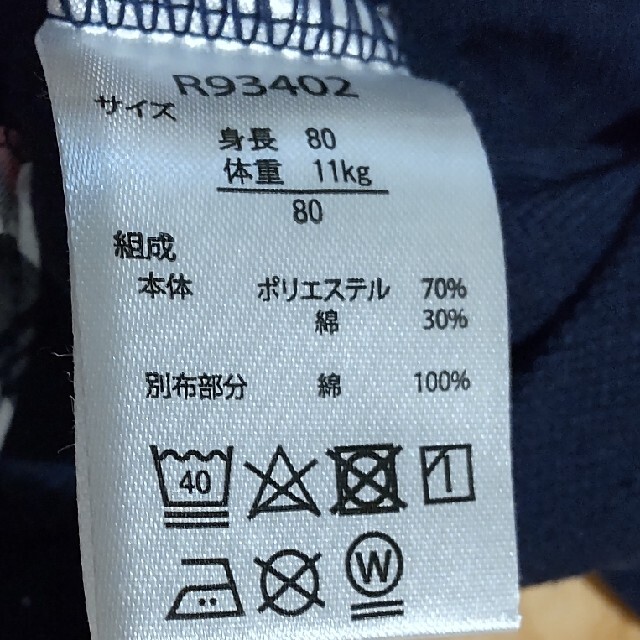 R93402
サイズ
身長 80
体重 11kg
80
組成
本体 ポリエステル 70%
綿 30%
別布部分 綿 100%
40
W